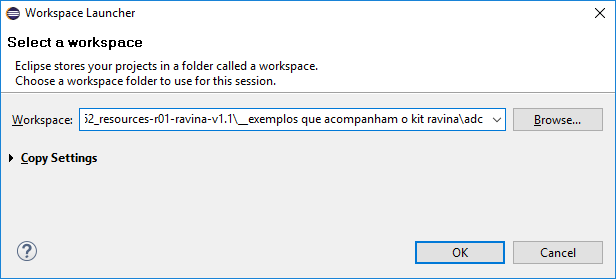 Workspace Launcher
Select a workspace
Eclipse stores your projects in a folder called a workspace.
Choose a workspace folder to use for this session.
Workspace: 52_resources-r01-ravina-v1.1\__exemplos que acompanham o kit ravina\adc Browse...
Copy Settings
? OK Cancel